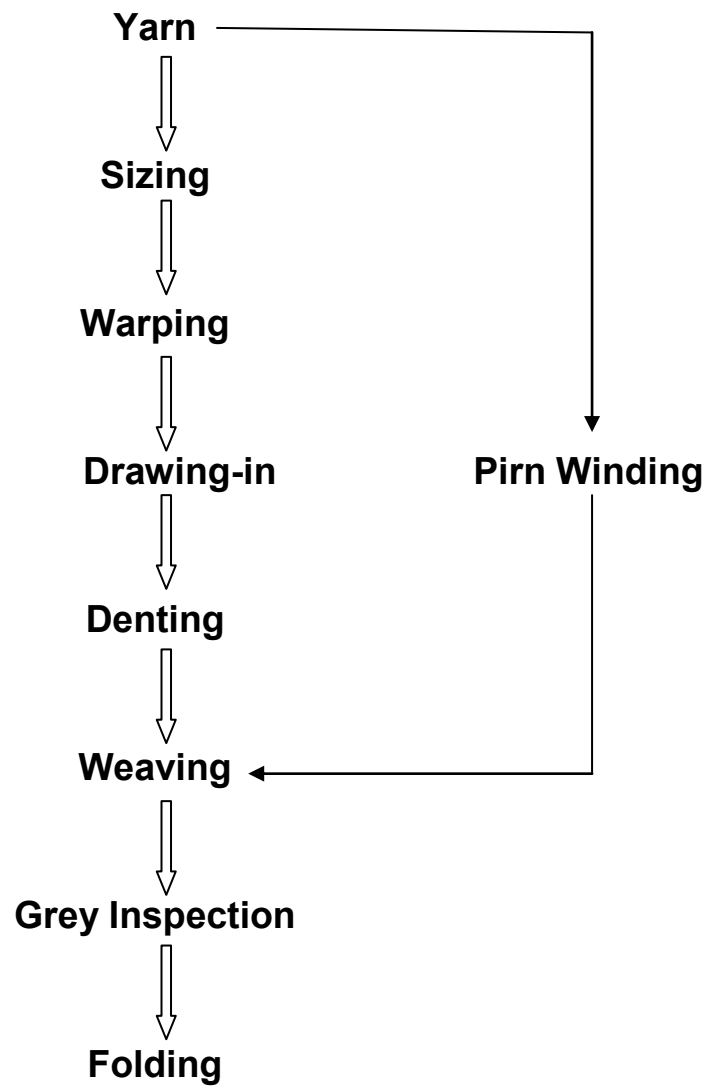 Yarn
Sizing
Warping
Drawing-in
Pirn Winding
Denting
Weaving
Grey Inspection
Folding